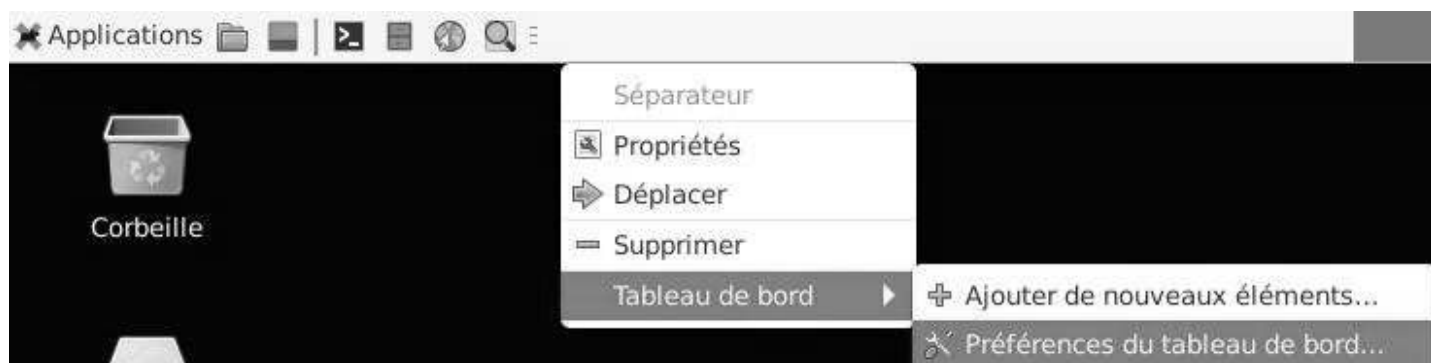 Applications
Séparateur
Propriétés
Déplacer
Corbeille
Supprimer
Tableau de bord
Ajouter de nouveaux éléments...
Préférences du tableau de bord...